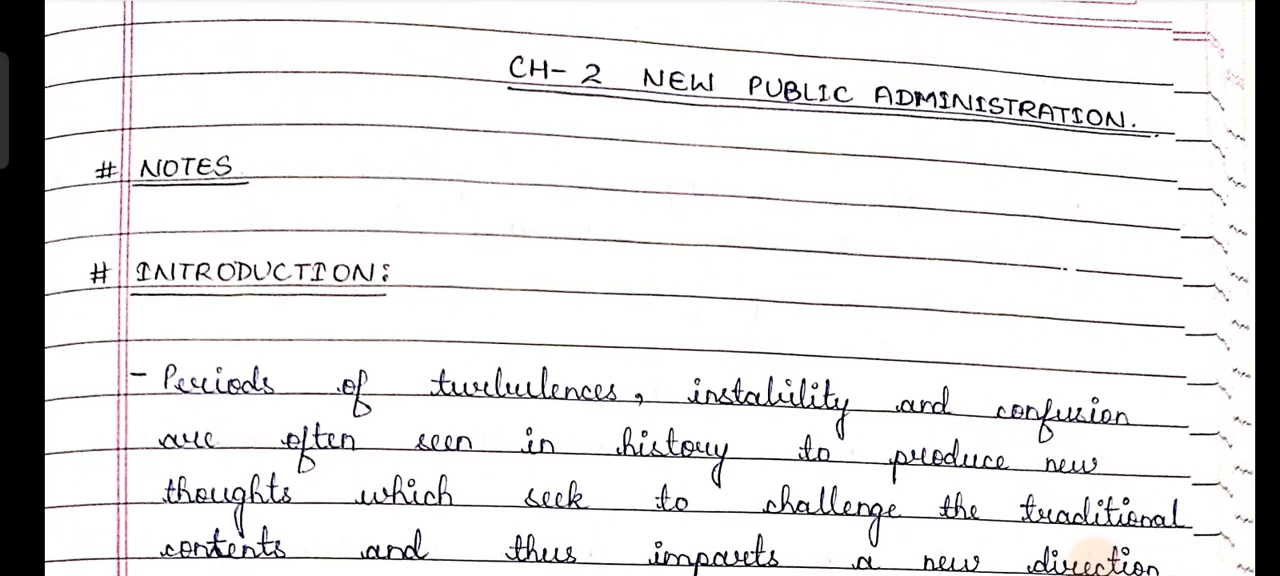 CH- 2 NEW PUBLIC ADMINISTRATION.
# NOTES
# INTRODUCTION:
- Periods of turbulences, instability and confusion
are often seen in history to produce new
thoughts which seek to challenge the traditional
contents and thus imparts a new direction